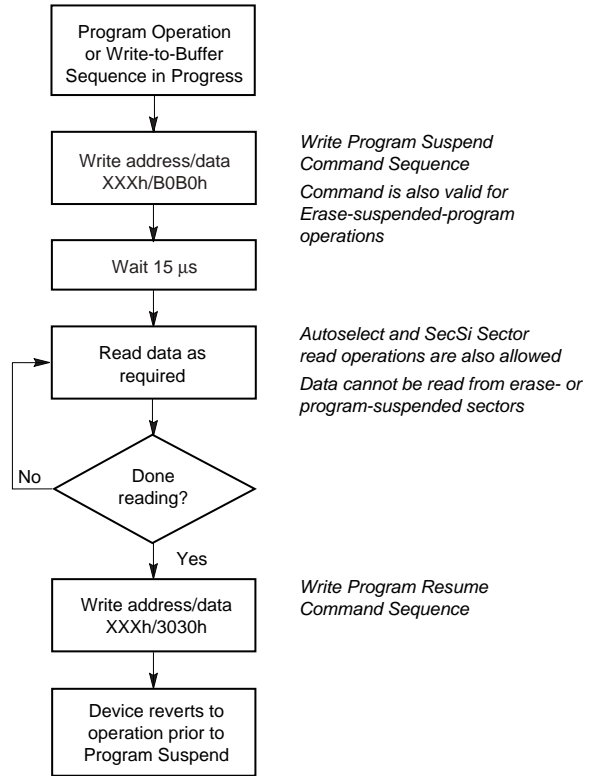 Program Operation
or Write-to-Buffer
Sequence in Progress
Write address/data
XXXh/B0B0h
Write Program Suspend
Command Sequence
Command is also valid for
Erase-suspended-program
operations
Wait 15 μs
Read data as
required
Autoselect and SecSi Sector
read operations are also allowed
Data cannot be read from erase- or
program-suspended sectors
No
Done
reading?
Yes
Write address/data
XXXh/3030h
Write Program Resume
Command Sequence
Device reverts to
operation prior to
Program Suspend